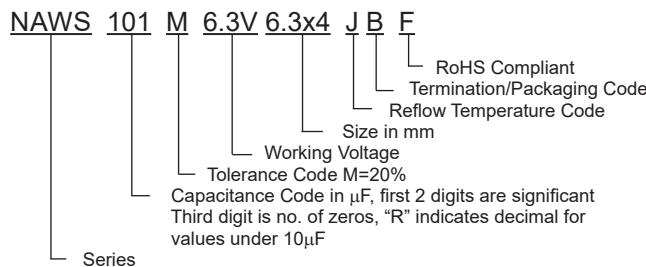 NAWS 101 M 6.3V 6.3x4 J B F
RoHS Compliant
Termination/Packaging Code
Reflow Temperature Code
Size in mm
Working Voltage
Tolerance Code M=20%
Capacitance Code in μF, first 2 digits are significant
Third digit is no. of zeros, “R” indicates decimal for
values under 10μF
Series